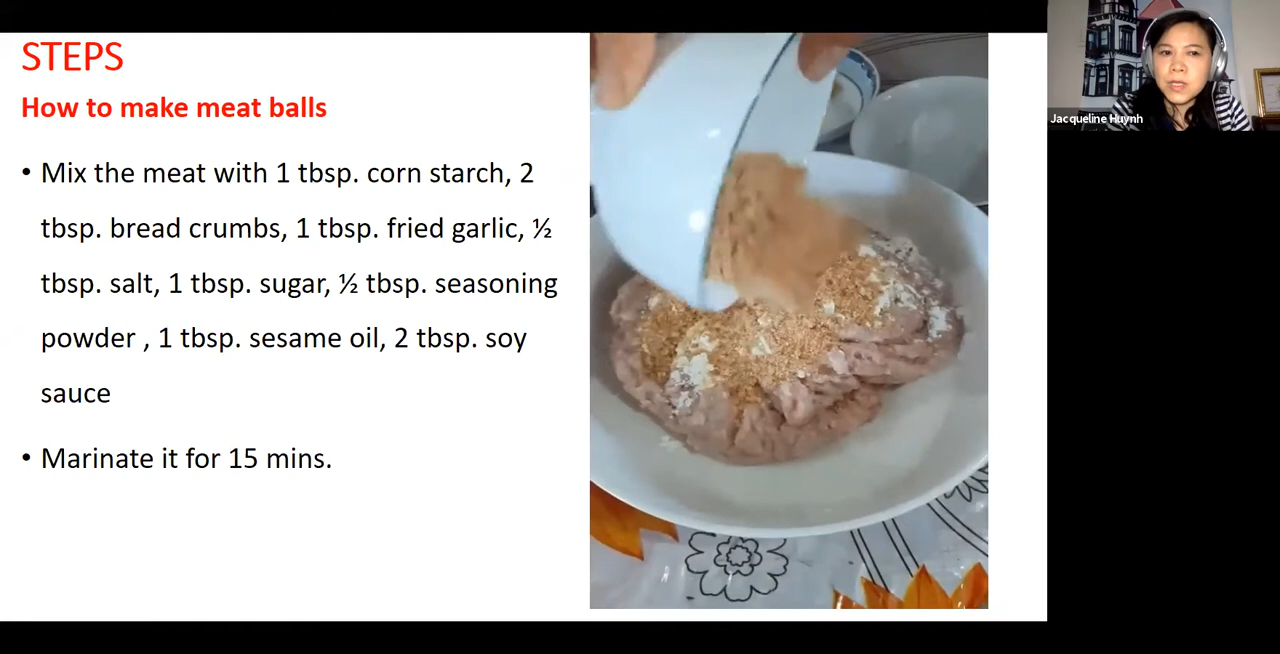 STEPS
How to make meat balls
• Mix the meat with 1 tbsp. corn starch, 2
tbsp. bread crumbs, 1 tbsp. fried garlic, ½
tbsp. salt, 1 tbsp. sugar, ½ tbsp. seasoning
powder , 1 tbsp. sesame oil, 2 tbsp. soy
sauce
• Marinate it for 15 mins.
Jacqueline Huynh